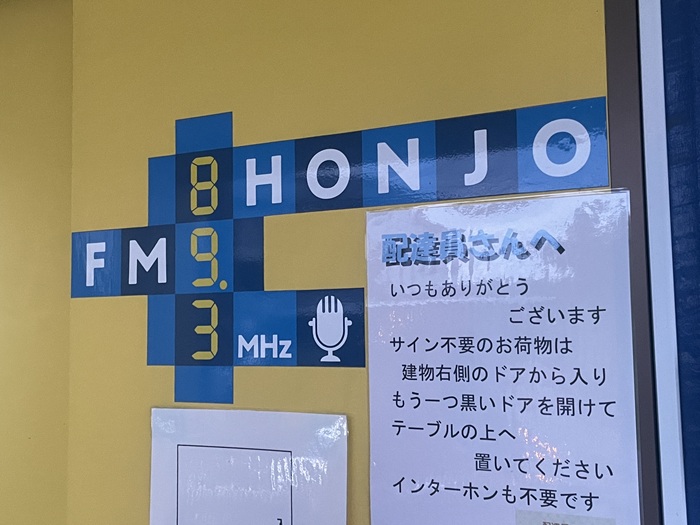 HONJO
FM 89.3
MHz
配達員さんへ
いつもありがとう
ございます
サイン不要のお荷物は
建物右側のドアから入り
もう一つ黒いドアを開けて
テーブルの上へ
置いてください
インターホンも不要です